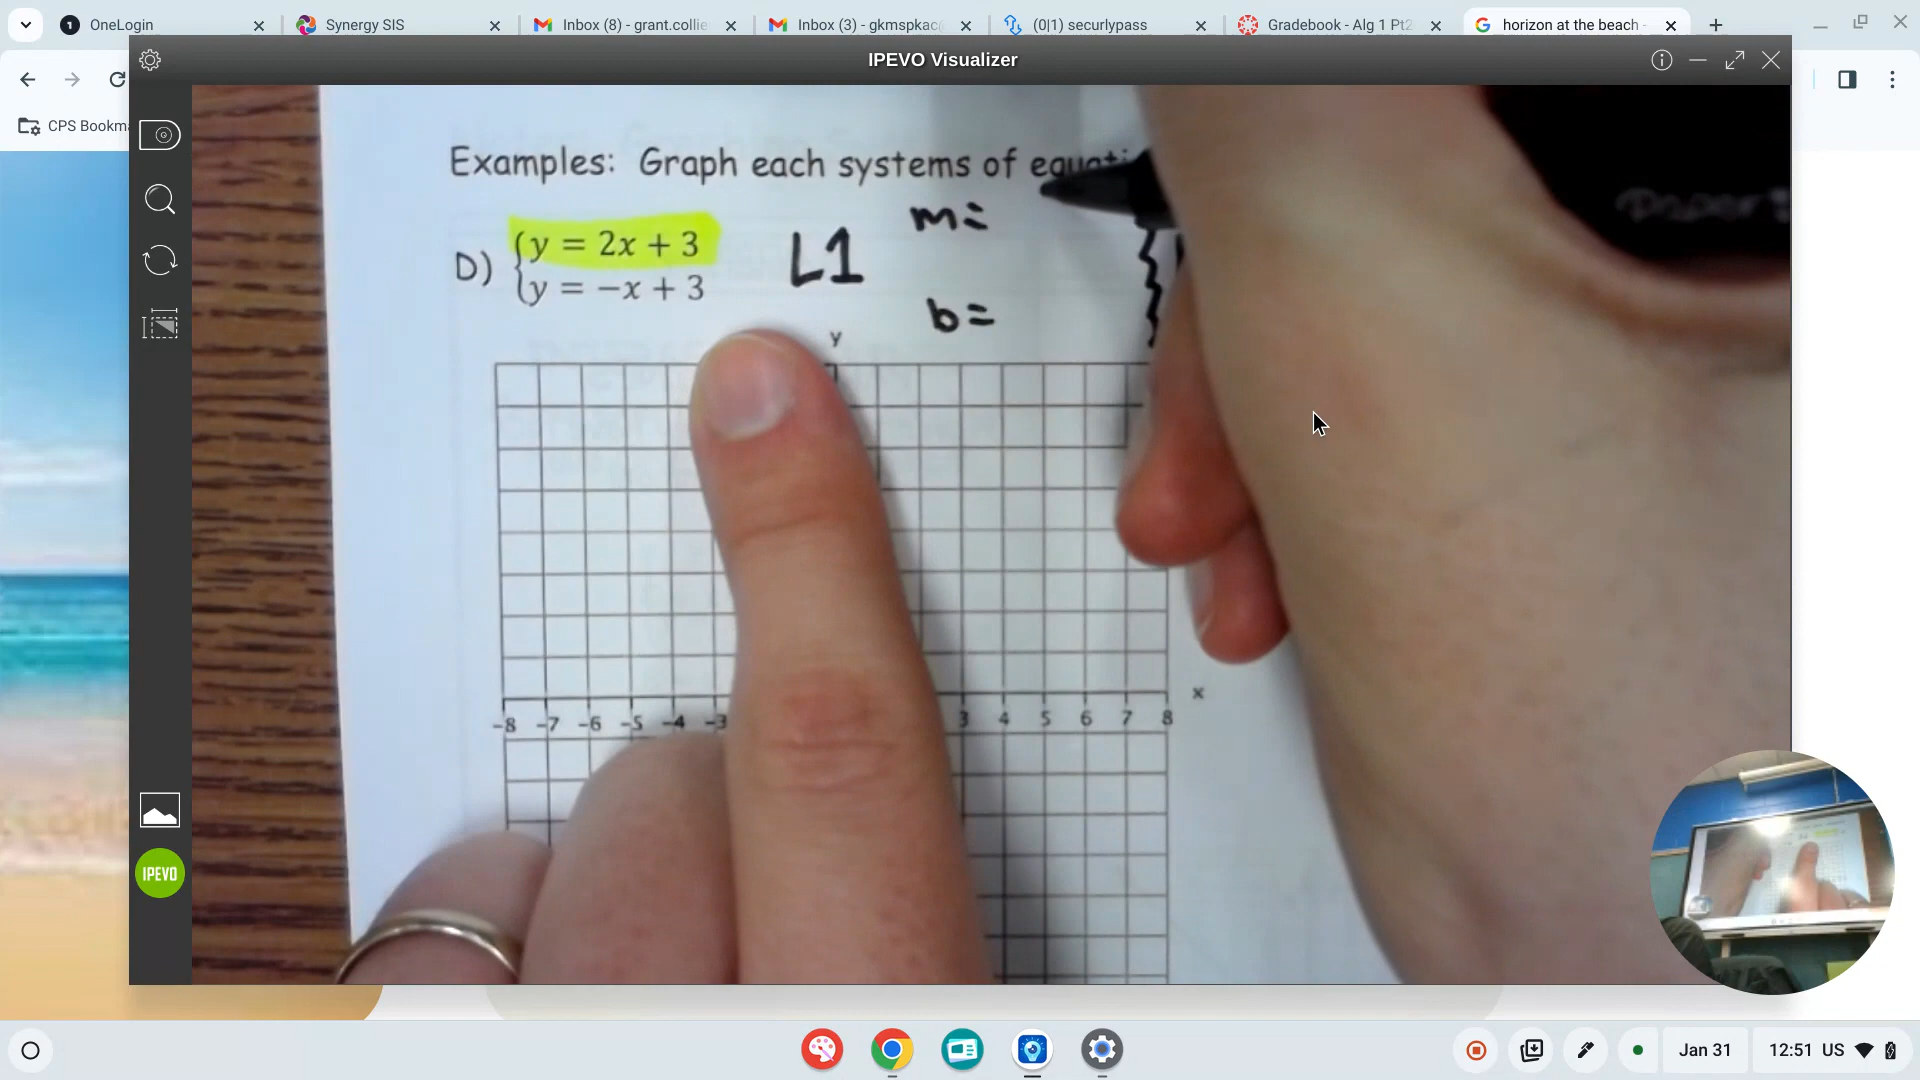 OneLogin
Synergy SIS
Inbox (8) - grant.collie
Inbox (3) - gkmspkac
(0|1) securlypass
Gradebook - Alg 1 Pt2
horizon at the beach -
IPEVO Visualizer
CPS Bookma
Examples: Graph each systems of equati
D) y = 2x + 3
y = −x + 3
L1
m=
b=
y
x
-8 -7 -6 -5 -4 -3 3 4 5 6 7 8
IPEVO
Jan 31
12:51 US